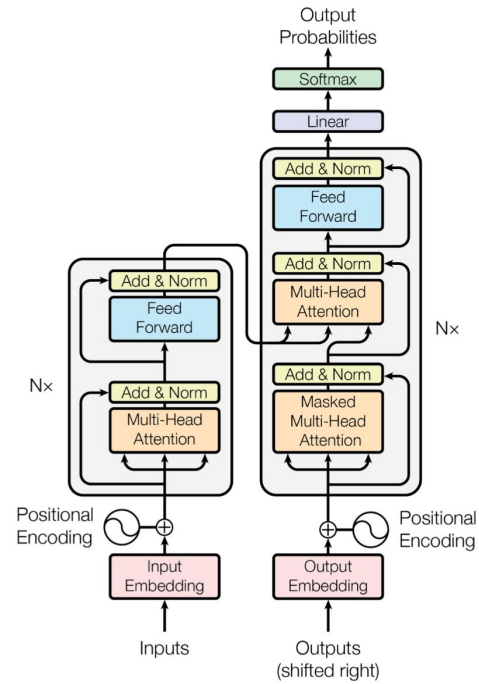 Output
Probabilities
Softmax
Linear
Add & Norm
Feed
Forward
Add & Norm
Multi-Head
Attention
Add & Norm
Masked
Multi-Head
Attention
Nx
Add & Norm
Feed
Forward
Add & Norm
Multi-Head
Attention
Nx
Positional
Encoding
Positional
Encoding
Input
Embedding
Output
Embedding
Inputs
Outputs
(shifted right)